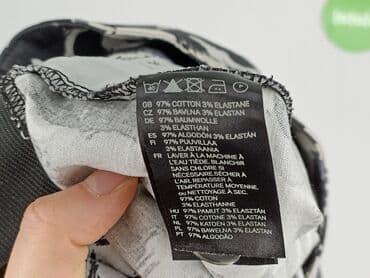 GB 97% COTTON 3% ELASTANE
CZ 97% BAVLNA 3% ELASTAN
DE 97% BAUMWOLLE
3% ELASTHAN
ES 97% ALGODÓN 3% ELASTÁN
FI 97% PUUVILLAA
3% ELASTAANIA
FR LAVER À LA MACHINE À
L'EAU TIÈDE. BLANCHIR
SANS CHLORE SI
NÉCESSAIRE.SÉCHER À
L'AIR. REPASSER À
TEMPÉRATURE MOYENNE.
OU NETTOYAGE À SEC.
97% COTON
3% ELASTHANNE
HU 97% PAMUT 3% ELASZTÁN
IT 97% COTONE 3% ELASTAN
NL 97% KATOEN 3% ELASTAN
PL 97% BAWEŁNA 3% ELASTAN
PT 97% ALGODÃO